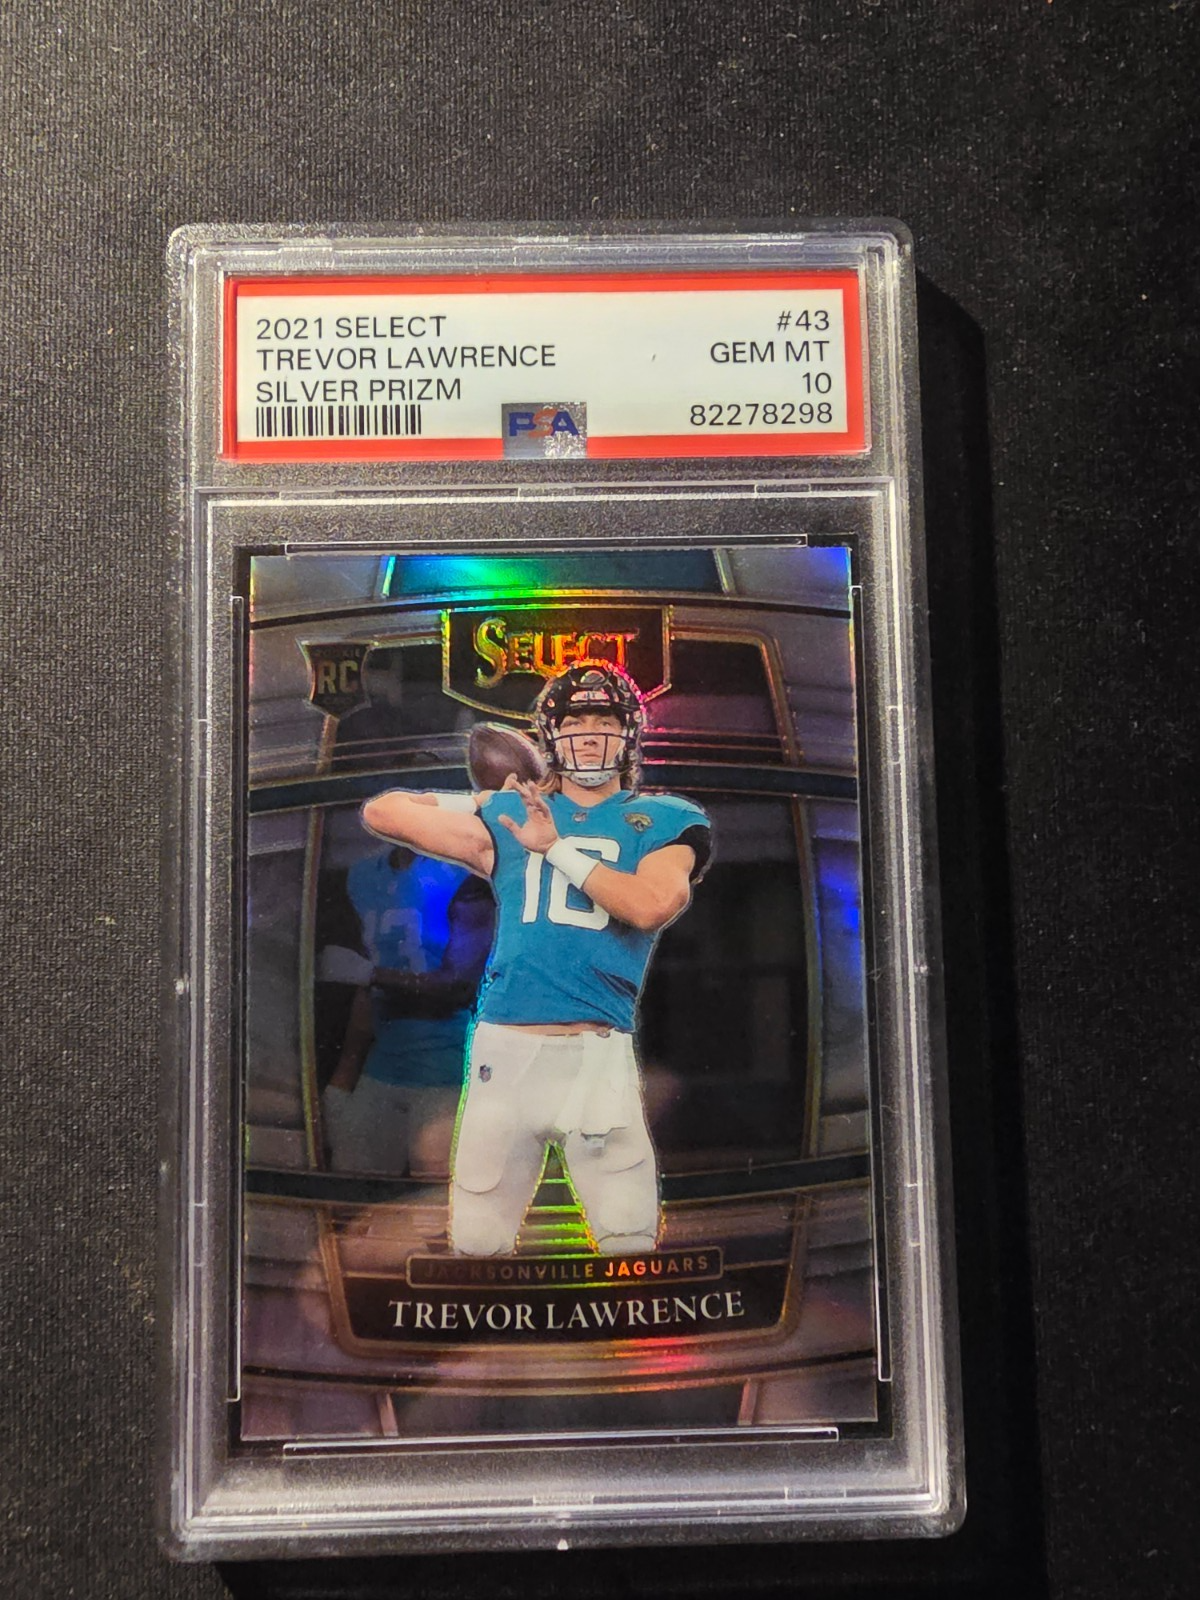 2021 SELECT #43
TREVOR LAWRENCE GEM MT
SILVER PRIZM 10
82278298
PSA
SELECT
ROOKIE
RC
16
JACKSONVILLE JAGUARS
TREVOR LAWRENCE